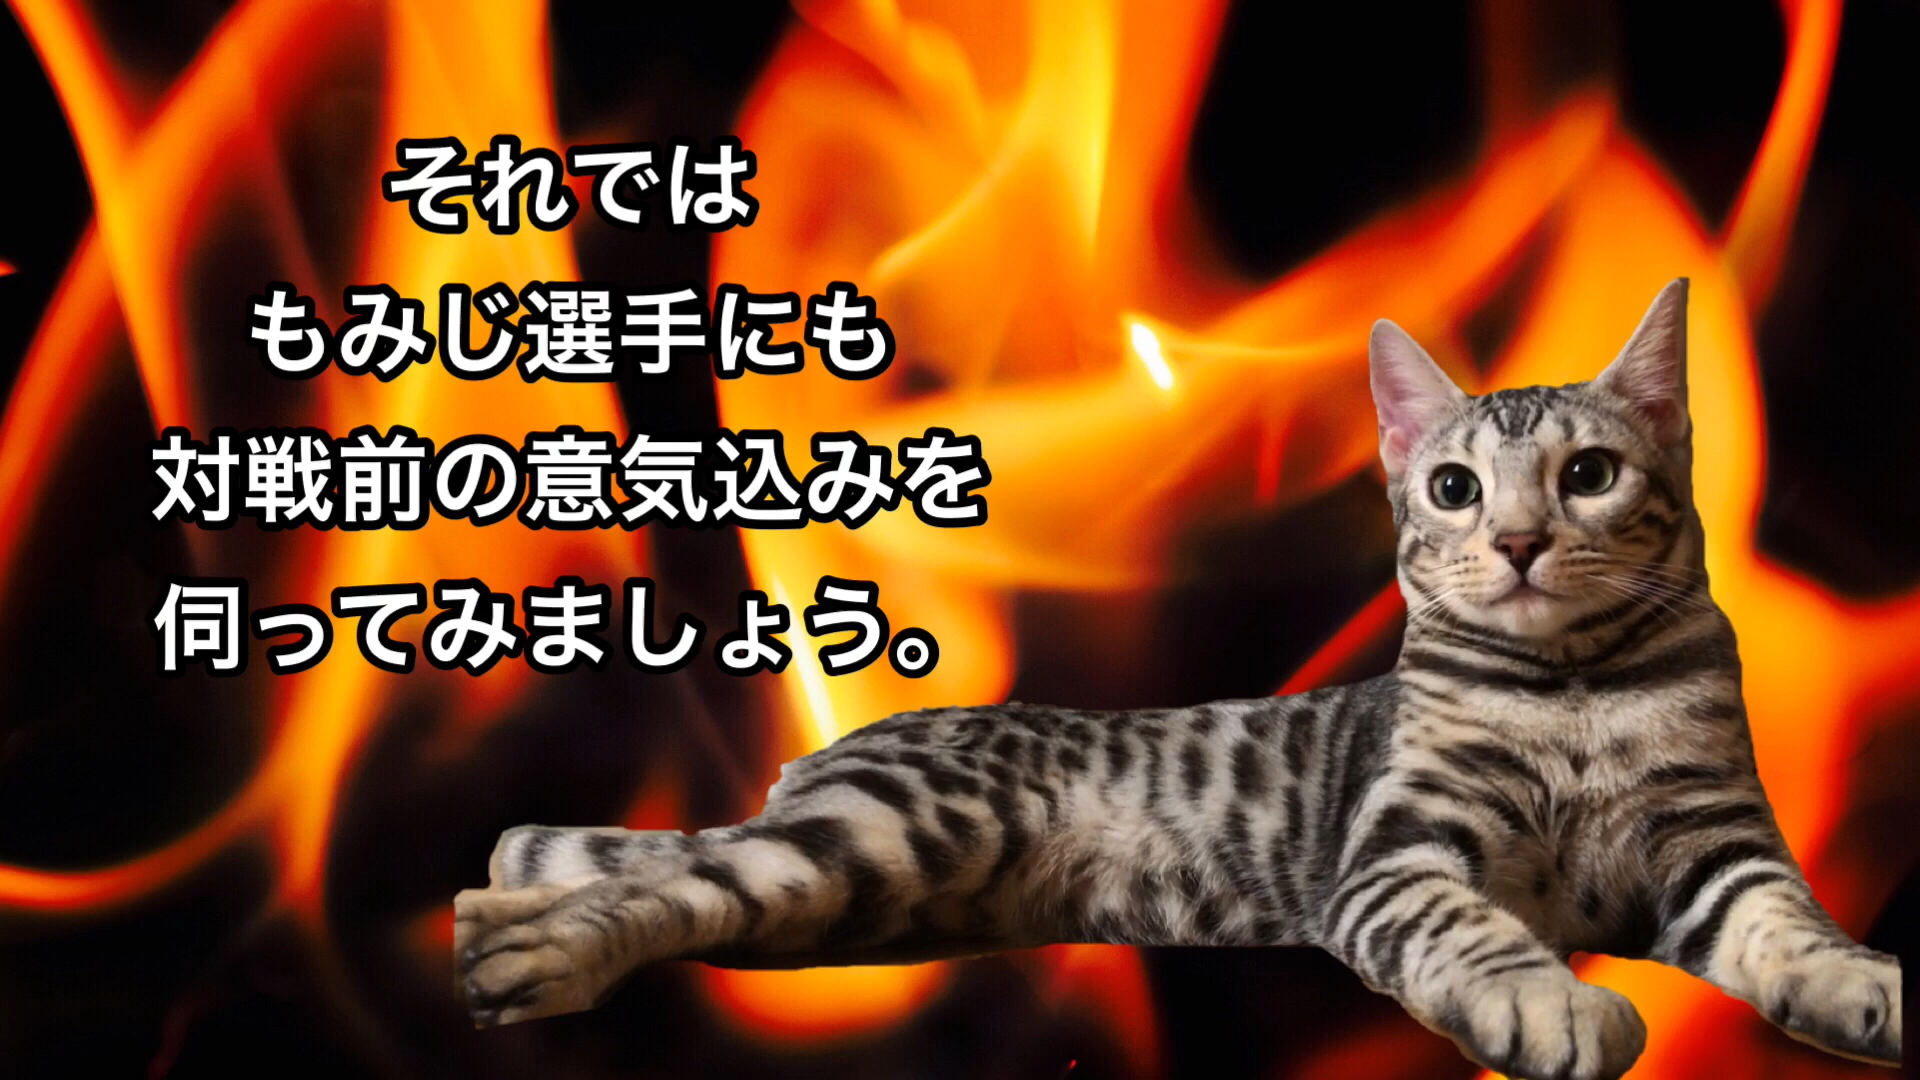 それでは
もみじ選手にも
対戦前の意気込みを
伺ってみましょう。